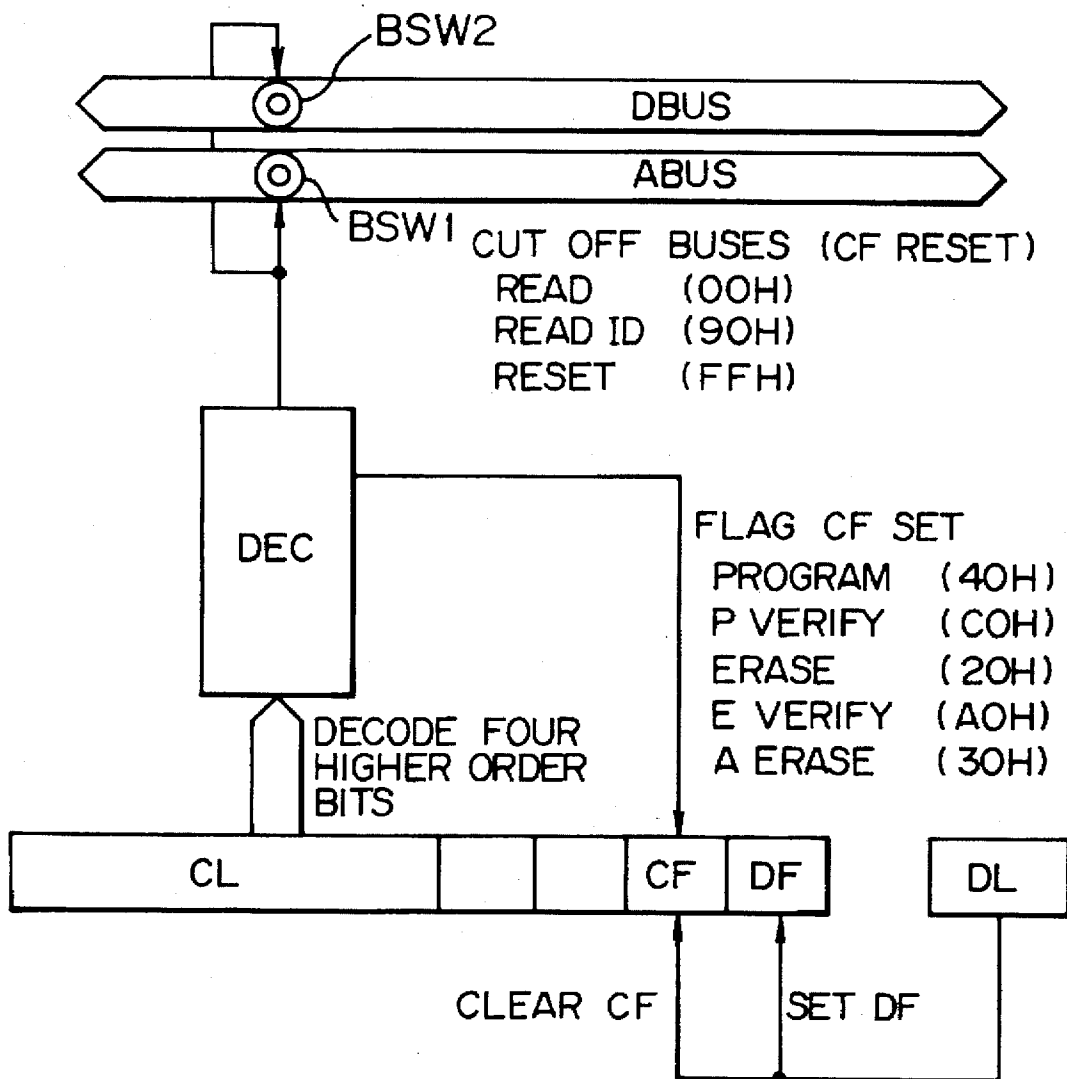 BSW2
DBUS
ABUS
BSW1
CUT OFF BUSES (CF RESET)
READ (00H)
READ ID (90H)
RESET (FFH)
DEC
FLAG CF SET
PROGRAM (40H)
P VERIFY (C0H)
ERASE (20H)
E VERIFY (A0H)
A ERASE (30H)
DECODE FOUR
HIGHER ORDER
BITS
CL
CF
DF
DL
CLEAR CF
SET DF